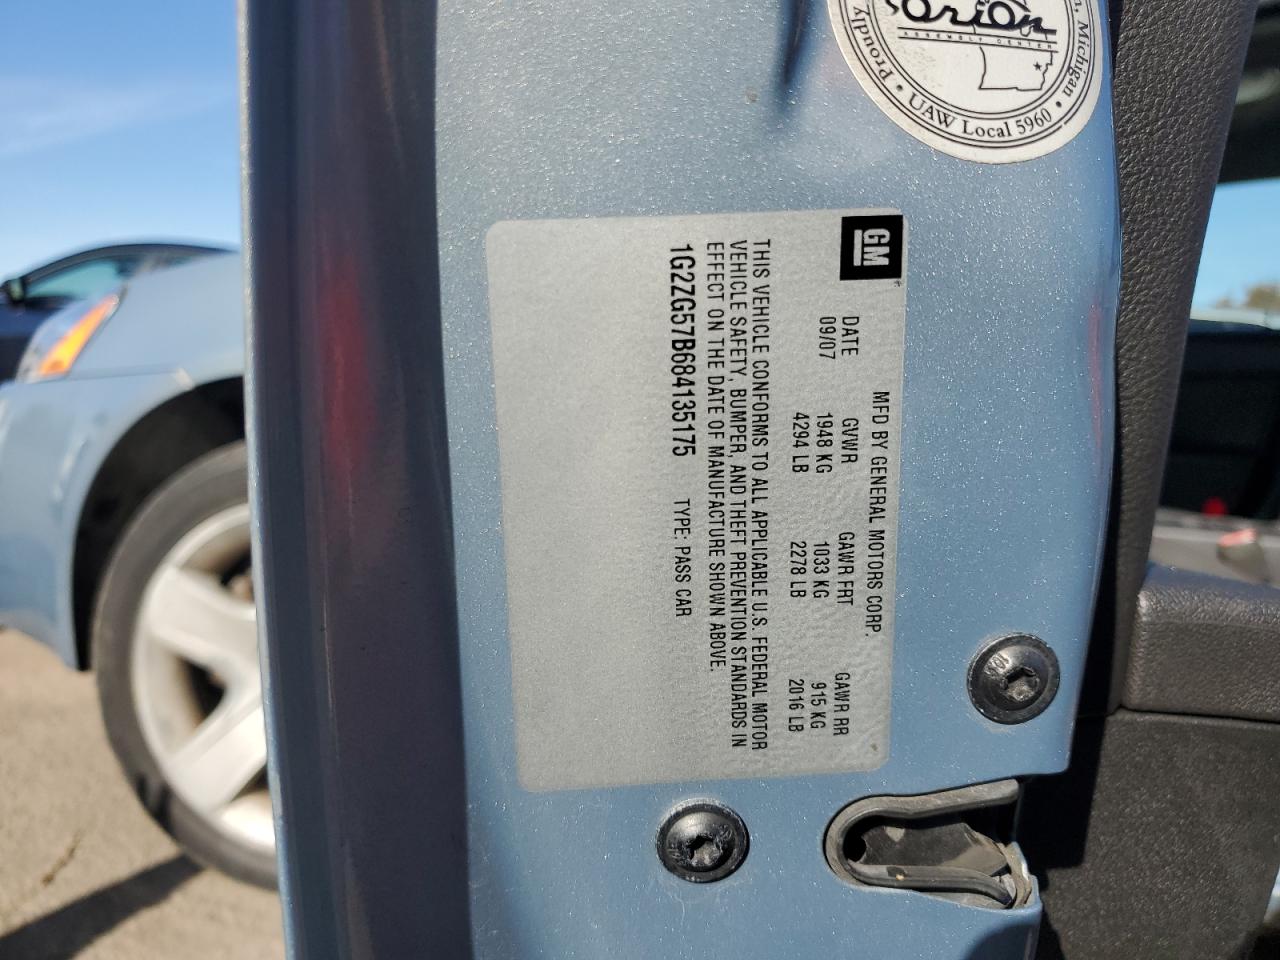 Orion
ASSEMBLY CENTER
Proudly
Michigan
UAW Local 5960
GM
MFD BY GENERAL MOTORS CORP.
DATE GVWR GAWR FRT GAWR RR
09/07 1948 KG 1033 KG 915 KG
4294 LB 2278 LB 2016 LB
THIS VEHICLE CONFORMS TO ALL APPLICABLE U.S. FEDERAL MOTOR
VEHICLE SAFETY, BUMPER, AND THEFT PREVENTION STANDARDS IN
EFFECT ON THE DATE OF MANUFACTURE SHOWN ABOVE.
1G2ZG57B684135175 TYPE: PASS CAR